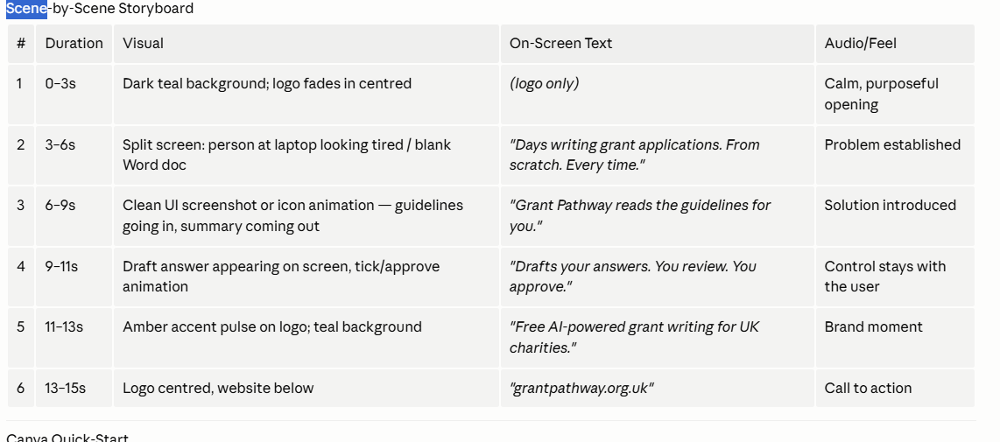 Scene-by-Scene Storyboard
# Duration Visual On-Screen Text Audio/Feel
1 0–3s Dark teal background; logo fades in centred (logo only) Calm, purposeful
opening
2 3–6s Split screen: person at laptop looking tired / blank "Days writing grant applications. From Problem established
Word doc scratch. Every time."
3 6–9s Clean UI screenshot or icon animation — guidelines "Grant Pathway reads the guidelines for Solution introduced
going in, summary coming out you."
4 9–11s Draft answer appearing on screen, tick/approve "Drafts your answers. You review. You Control stays with
animation approve." the user
5 11–13s Amber accent pulse on logo; teal background "Free AI-powered grant writing for UK Brand moment
charities."
6 13–15s Logo centred, website below "grantpathway.org.uk" Call to action
Canva Quick-Start